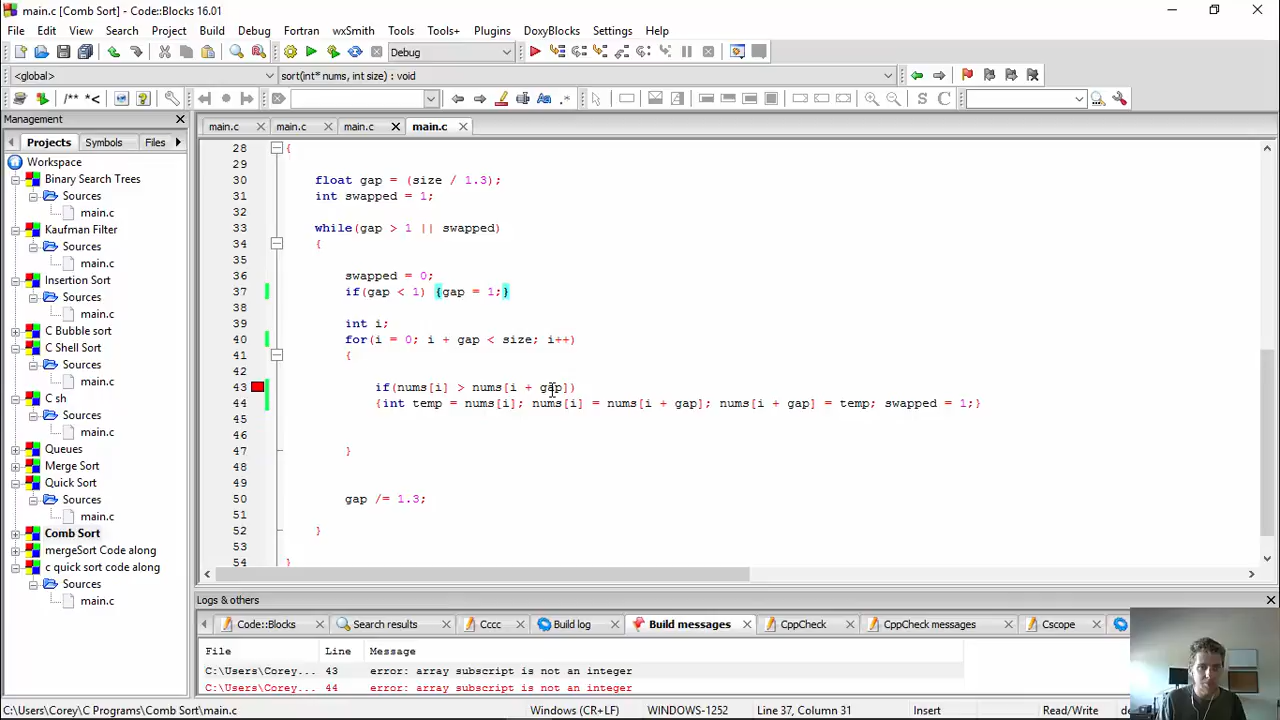 main.c [Comb Sort] - Code::Blocks 16.01
File Edit View Search Project Build Debug Fortran wxSmith Tools Tools+ Plugins DoxyBlocks Settings Help
Debug
<global> sort(int* nums, int size) : void
/** *< S C
Management
Projects Symbols Files
main.c main.c main.c main.c
Workspace
Binary Search Trees
Sources
main.c
Kaufman Filter
Sources
main.c
Insertion Sort
Sources
main.c
C Bubble sort
C Shell Sort
Sources
main.c
C sh
Sources
main.c
Queues
Merge Sort
Quick Sort
Sources
main.c
Comb Sort
mergeSort Code along
c quick sort code along
Sources
main.c
28 {
29
30 float gap = (size / 1.3);
31 int swapped = 1;
32
33 while(gap > 1 || swapped)
34 {
35
36 swapped = 0;
37 if(gap < 1) {gap = 1;}
38
39 int i;
40 for(i = 0; i + gap < size; i++)
41 {
42
43 if(nums[i] > nums[i + gap])
44 {int temp = nums[i]; nums[i] = nums[i + gap]; nums[i + gap] = temp; swapped = 1;}
45
46
47 }
48
49
50 gap /= 1.3;
51
52 }
53
54 }
Logs & others
Code::Blocks Search results Cccc Build log Build messages CppCheck CppCheck messages Cscope
File Line Message
C:\Users\Corey... 43 error: array subscript is not an integer
C:\Users\Corey... 44 error: array subscript is not an integer
C:\Users\Corey\C Programs\Comb Sort\main.c Windows (CR+LF) WINDOWS-1252 Line 37, Column 31 Insert Read/Write de